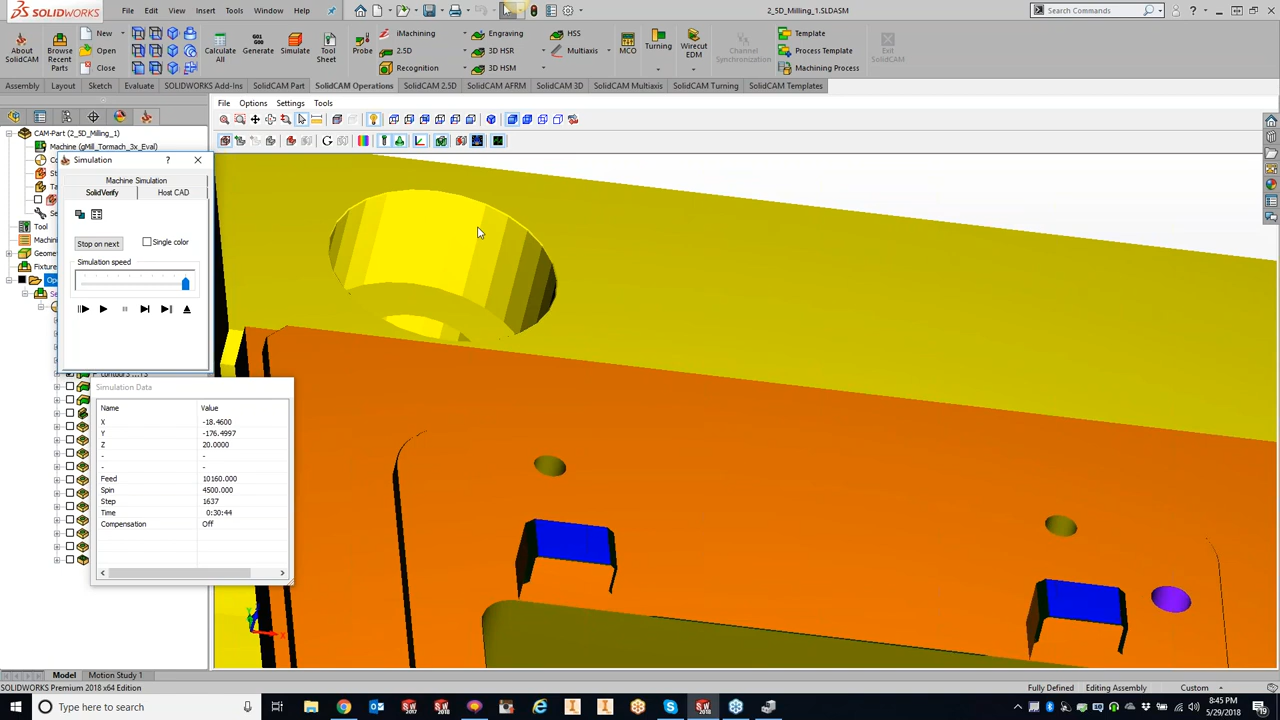 SOLIDWORKS
File
Edit
View
Insert
Tools
Window
Help
2_5D_Milling_1.SLDASM
Search Commands
About SolidCAM
Browse Recent Parts
New
Open
Close
Calculate All
Generate
Simulate
Tool Sheet
Probe
iMachining
2.5D
Recognition
Engraving
3D HSR
3D HSM
HSS
Multiaxis
MCO
Turning
Wirecut EDM
Channel Synchronization
Template
Process Template
Machining Process
Exit SolidCAM
Assembly
Layout
Sketch
Evaluate
SOLIDWORKS Add-Ins
SolidCAM Part
SolidCAM Operations
SolidCAM 2.5D
SolidCAM AFRM
SolidCAM 3D
SolidCAM Multiaxis
SolidCAM Turning
SolidCAM Templates
File
Options
Settings
Tools
CAM-Part (2_5D_Milling_1)
Machine (gMill_Tormach_3x_Eval)
Simulation
?
Machine Simulation
SolidVerify
Host CAD
Stop on next
Single color
Simulation speed
Tool
Simulation Data
Name Value
X -18.4600
Y -176.4997
Z 20.0000
- -
- -
Feed 10160.000
Spin 4500.000
Step 1637
Time 0:30:44
Compensation Off
Model
Motion Study 1
SOLIDWORKS Premium 2018 x64 Edition
Fully Defined
Editing Assembly
Custom
Type here to search
8:45 PM
5/29/2018